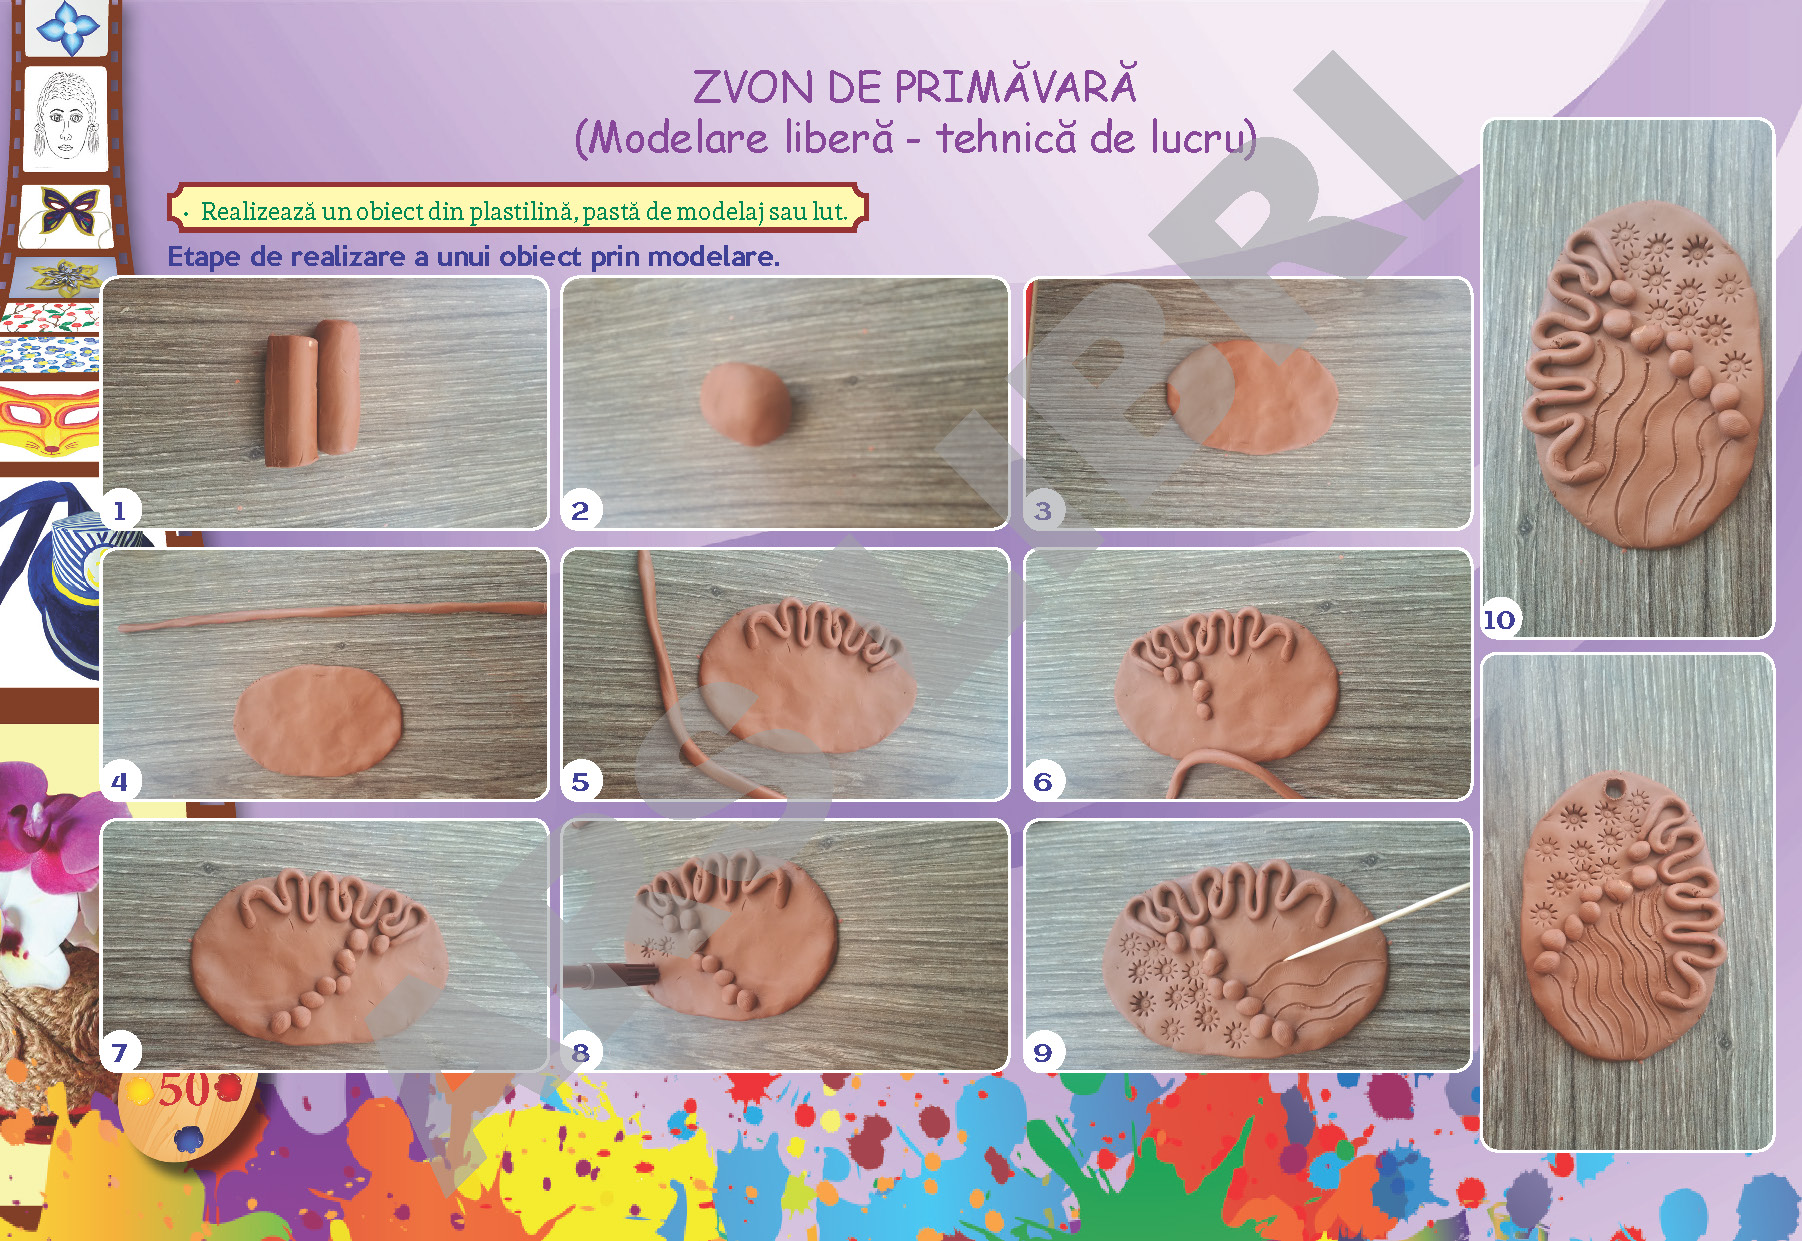 ZVON DE PRIMĂVARĂ
(Modelare liberă - tehnică de lucru)
• Realizează un obiect din plastilină, pastă de modelaj sau lut.
Etape de realizare a unui obiect prin modelare.
1
2
3
4
5
6
7
8
9
10
50
ARS LIBRI